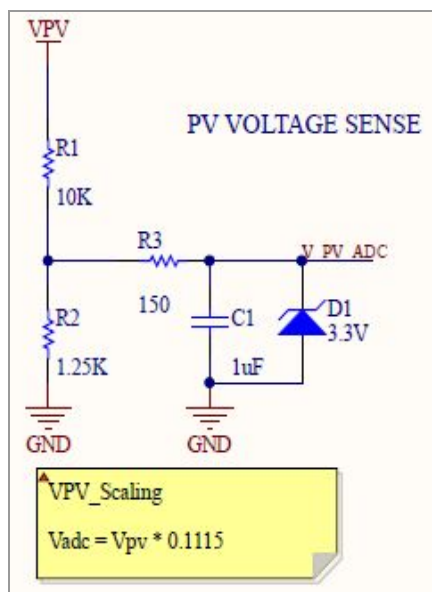 VPV
PV VOLTAGE SENSE
R1
10K
R3
V_PV_ADC
150
R2
1.25K
C1
1uF
D1
3.3V
GND
GND
VPV_Scaling
Vadc = Vpv * 0.1115